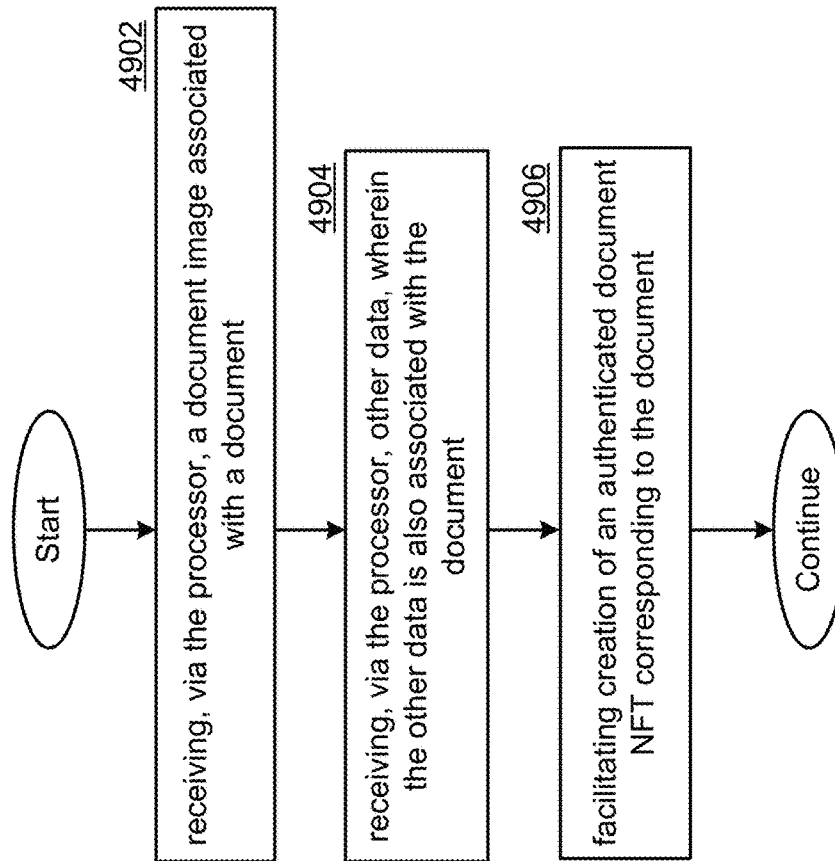 Start
4902
receiving, via the processor, a document image associated
with a document
4904
receiving, via the processor, other data, wherein
the other data is also associated with the
document
4906
facilitating creation of an authenticated document
NFT corresponding to the document
Continue